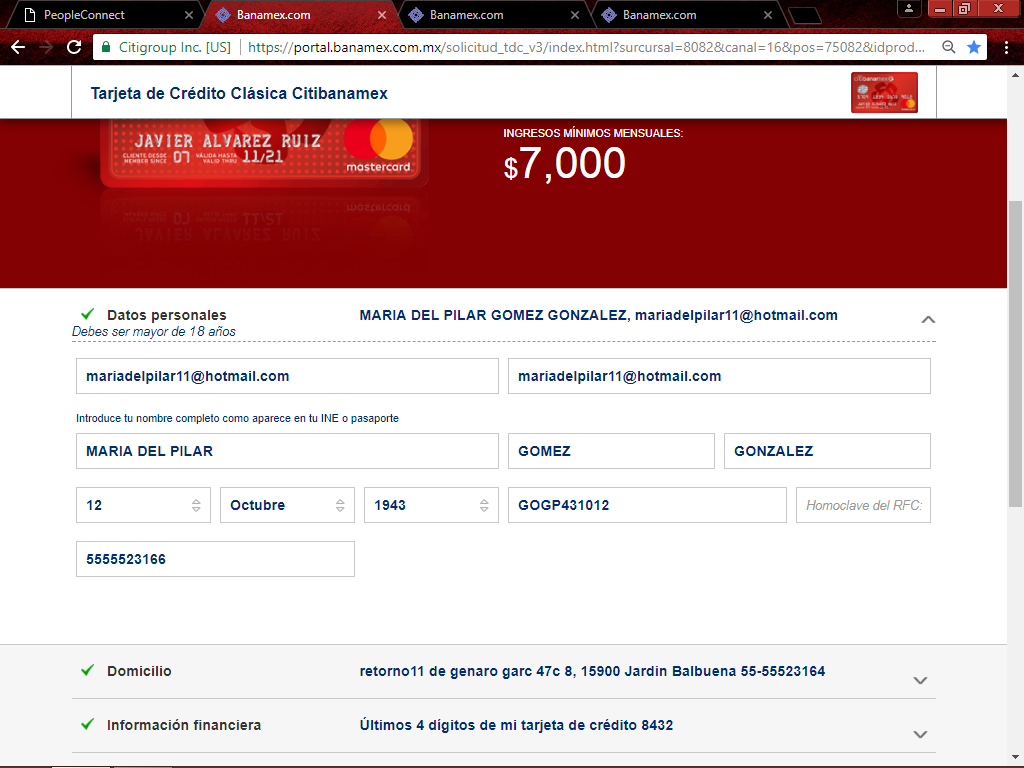 PeopleConnect
Banamex.com
Banamex.com
Banamex.com
Citigroup Inc. [US]
https://portal.banamex.com.mx/solicitud_tdc_v3/index.html?sursursal=8082&canal=16&pos=75082&idprod...
Tarjeta de Crédito Clásica Citibanamex
citibanamex
JAVIER ALVAREZ RUIZ
CLIENTE DESDE
MEMBER SINCE
07
VÁLIDA HASTA
VALID THRU
11/21
mastercard
INGRESOS MÍNIMOS MENSUALES:
$7,000
Datos personales
MARIA DEL PILAR GOMEZ GONZALEZ, mariadelpilar11@hotmail.com
Debes ser mayor de 18 años
mariadelpilar11@hotmail.com
mariadelpilar11@hotmail.com
Introduce tu nombre completo como aparece en tu INE o pasaporte
MARIA DEL PILAR
GOMEZ
GONZALEZ
12
Octubre
1943
GOGP431012
Homoclave del RFC:
5555523166
Domicilio
retorno11 de genaro garc 47c 8, 15900 Jardin Balbuena 55-55523164
Información financiera
Últimos 4 dígitos de mi tarjeta de crédito 8432